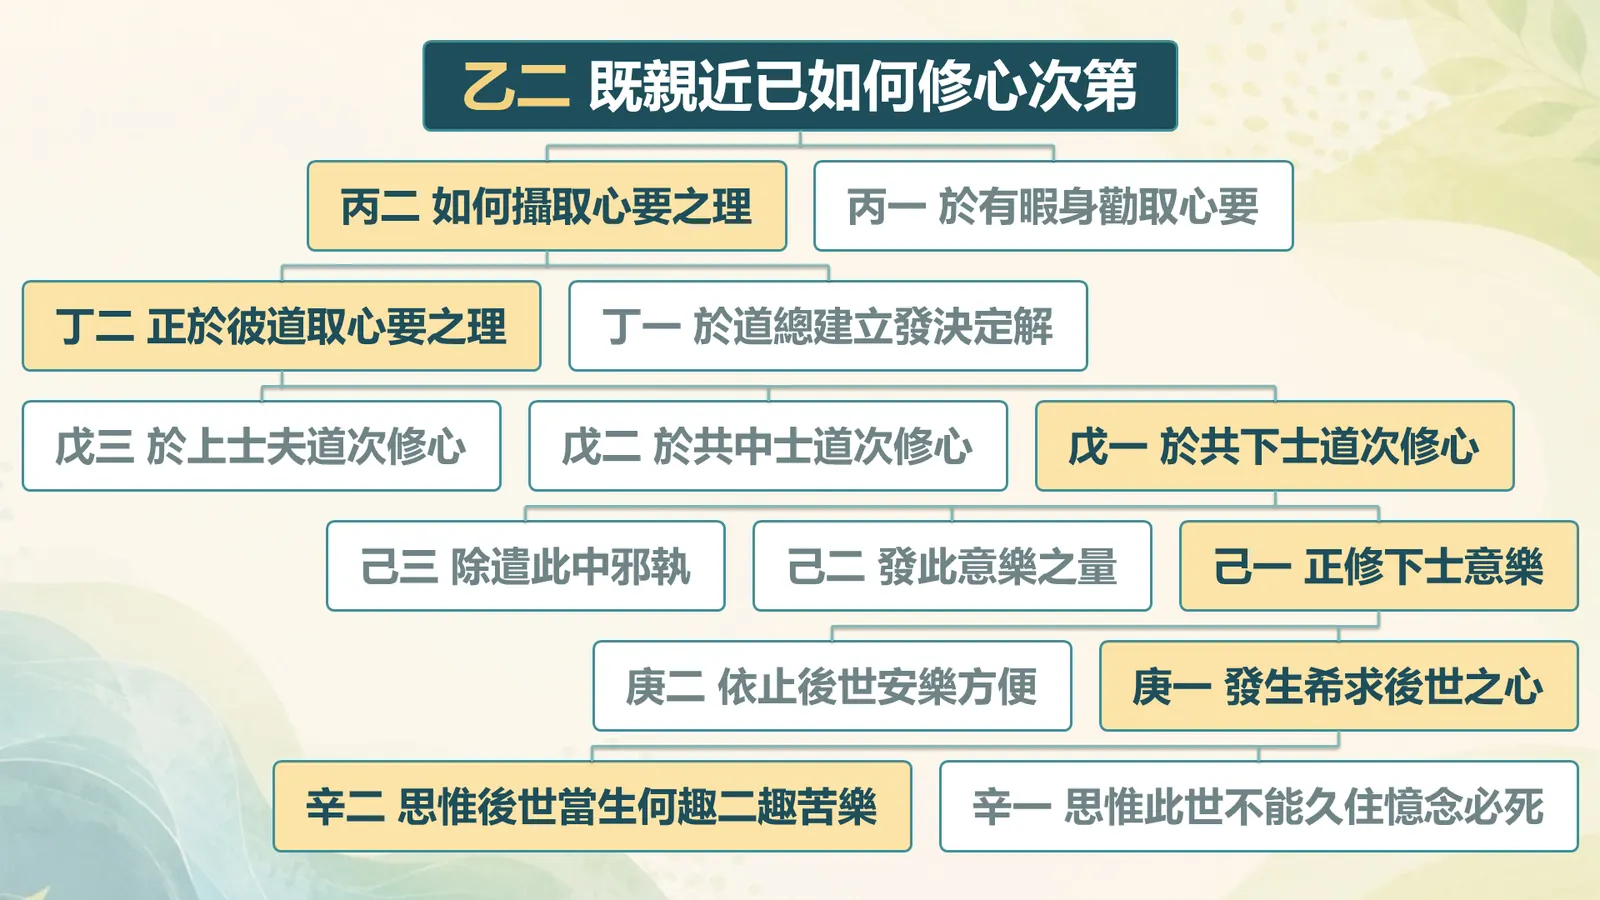 乙二 既親近已如何修心次第
丙二 如何攝取心要之理
丙一 於有暇身勸取心要
丁二 正於彼道取心要之理
丁一 於道總建立發決定解
戊三 於上士夫道次修心
戊二 於共中士道次修心
戊一 於共下士道次修心
己三 除遣此中邪執
己二 發此意樂之量
己一 正修下士意樂
庚二 依止後世安樂方便
庚一 發生希求後世之心
辛二 思惟後世當生何趣二趣苦樂
辛一 思惟此世不能久住憶念必死